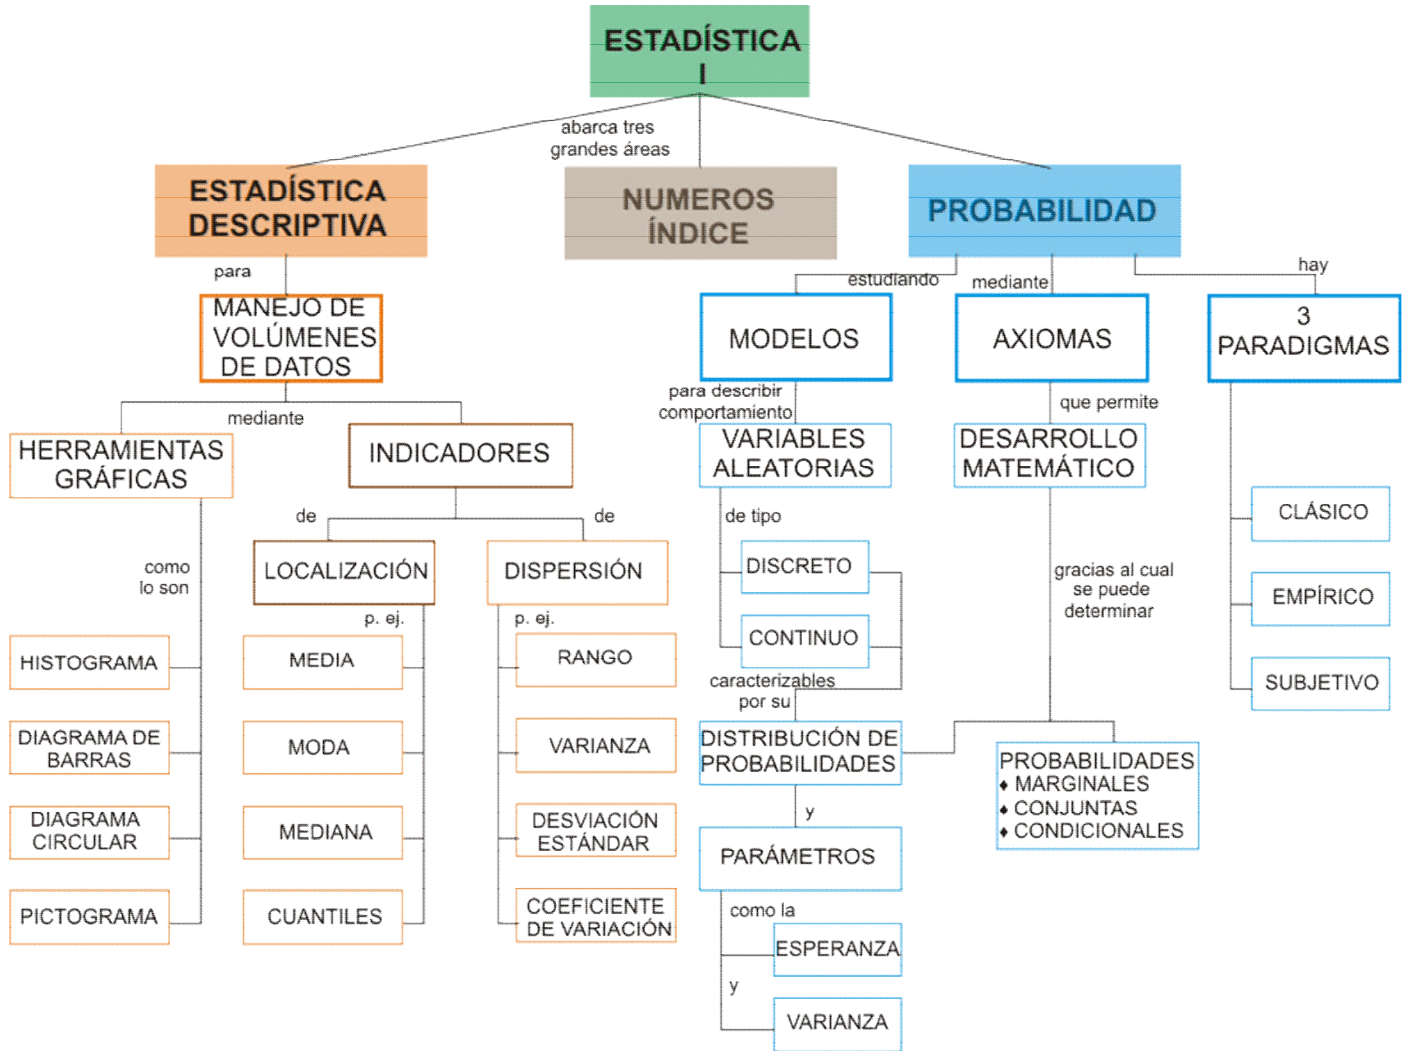 ESTADÍSTICA
I
abarca tres
grandes áreas
ESTADÍSTICA
DESCRIPTIVA
NUMEROS
ÍNDICE
PROBABILIDAD
para
estudiando
mediante
hay
MANEJO DE
VOLÚMENES
DE DATOS
MODELOS
AXIOMAS
3
PARADIGMAS
mediante
para describir
comportamiento
que permite
HERRAMIENTAS
GRÁFICAS
INDICADORES
VARIABLES
ALEATORIAS
DESARROLLO
MATEMÁTICO
de
de
de tipo
CLÁSICO
como
lo son
LOCALIZACIÓN
DISPERSIÓN
DISCRETO
gracias al cual
se puede
determinar
EMPÍRICO
p. ej.
p. ej.
CONTINUO
HISTOGRAMA
MEDIA
RANGO
SUBJETIVO
caracterizables
por su
DIAGRAMA DE
BARRAS
MODA
VARIANZA
DISTRIBUCIÓN DE
PROBABILIDADES
PROBABILIDADES
♦ MARGINALES
♦ CONJUNTAS
♦ CONDICIONALES
y
DIAGRAMA
CIRCULAR
MEDIANA
DESVIACIÓN
ESTÁNDAR
PARÁMETROS
PICTOGRAMA
CUANTILES
COEFICIENTE
DE VARIACIÓN
como la
ESPERANZA
y
VARIANZA